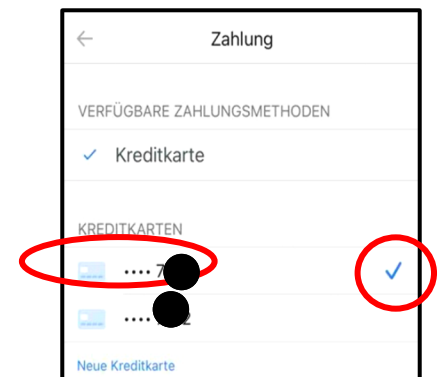 Zahlung
VERFÜGBARE ZAHLUNGSMETHODEN
Kreditkarte
KREDITKARTEN
•••• 7
•••• 2
Neue Kreditkarte